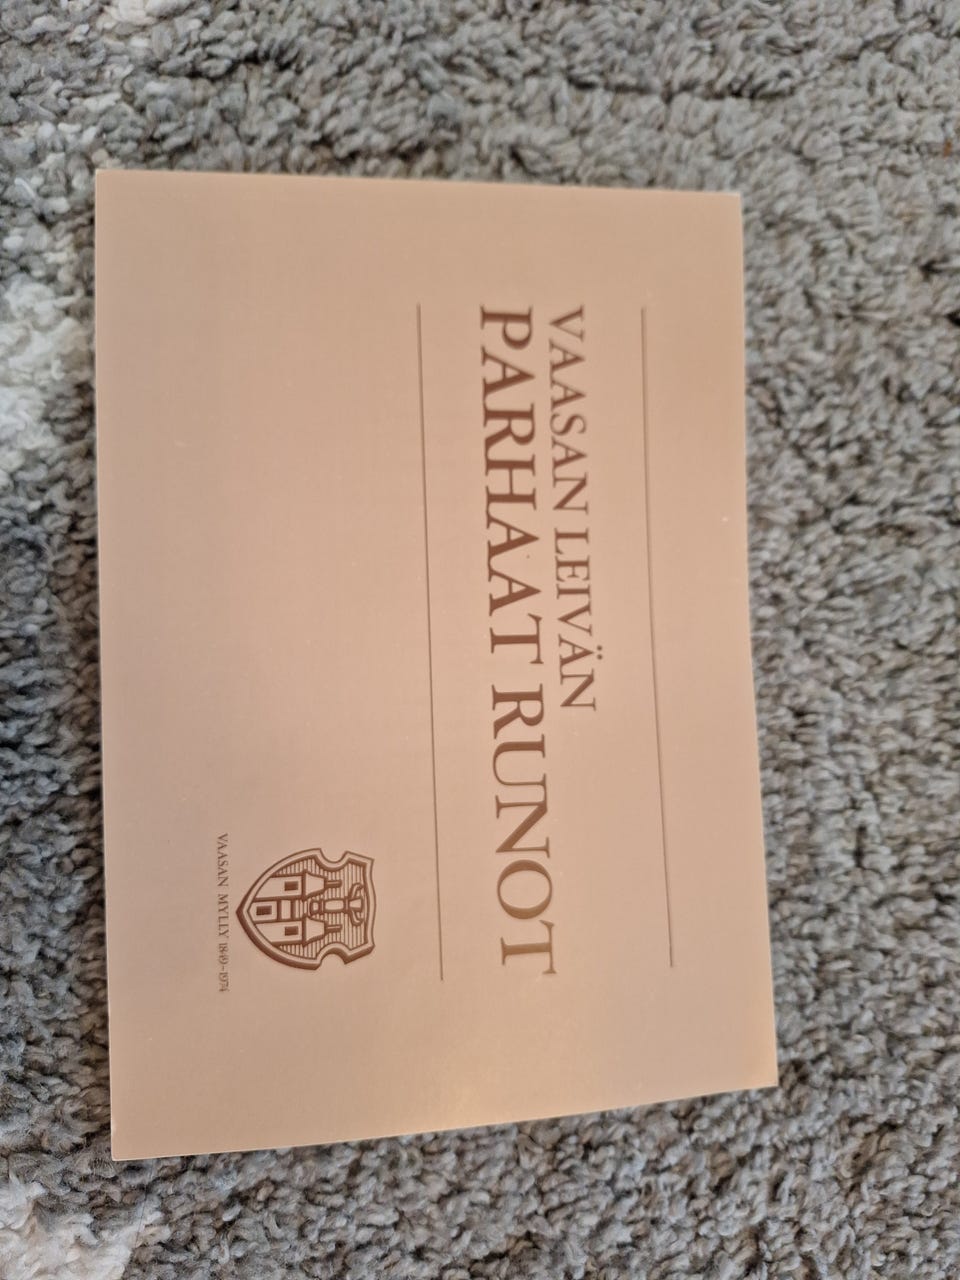 VAASAN LEIVÄN
PARHAAT RUNOT
VAASAN MYLLY 1849-1974